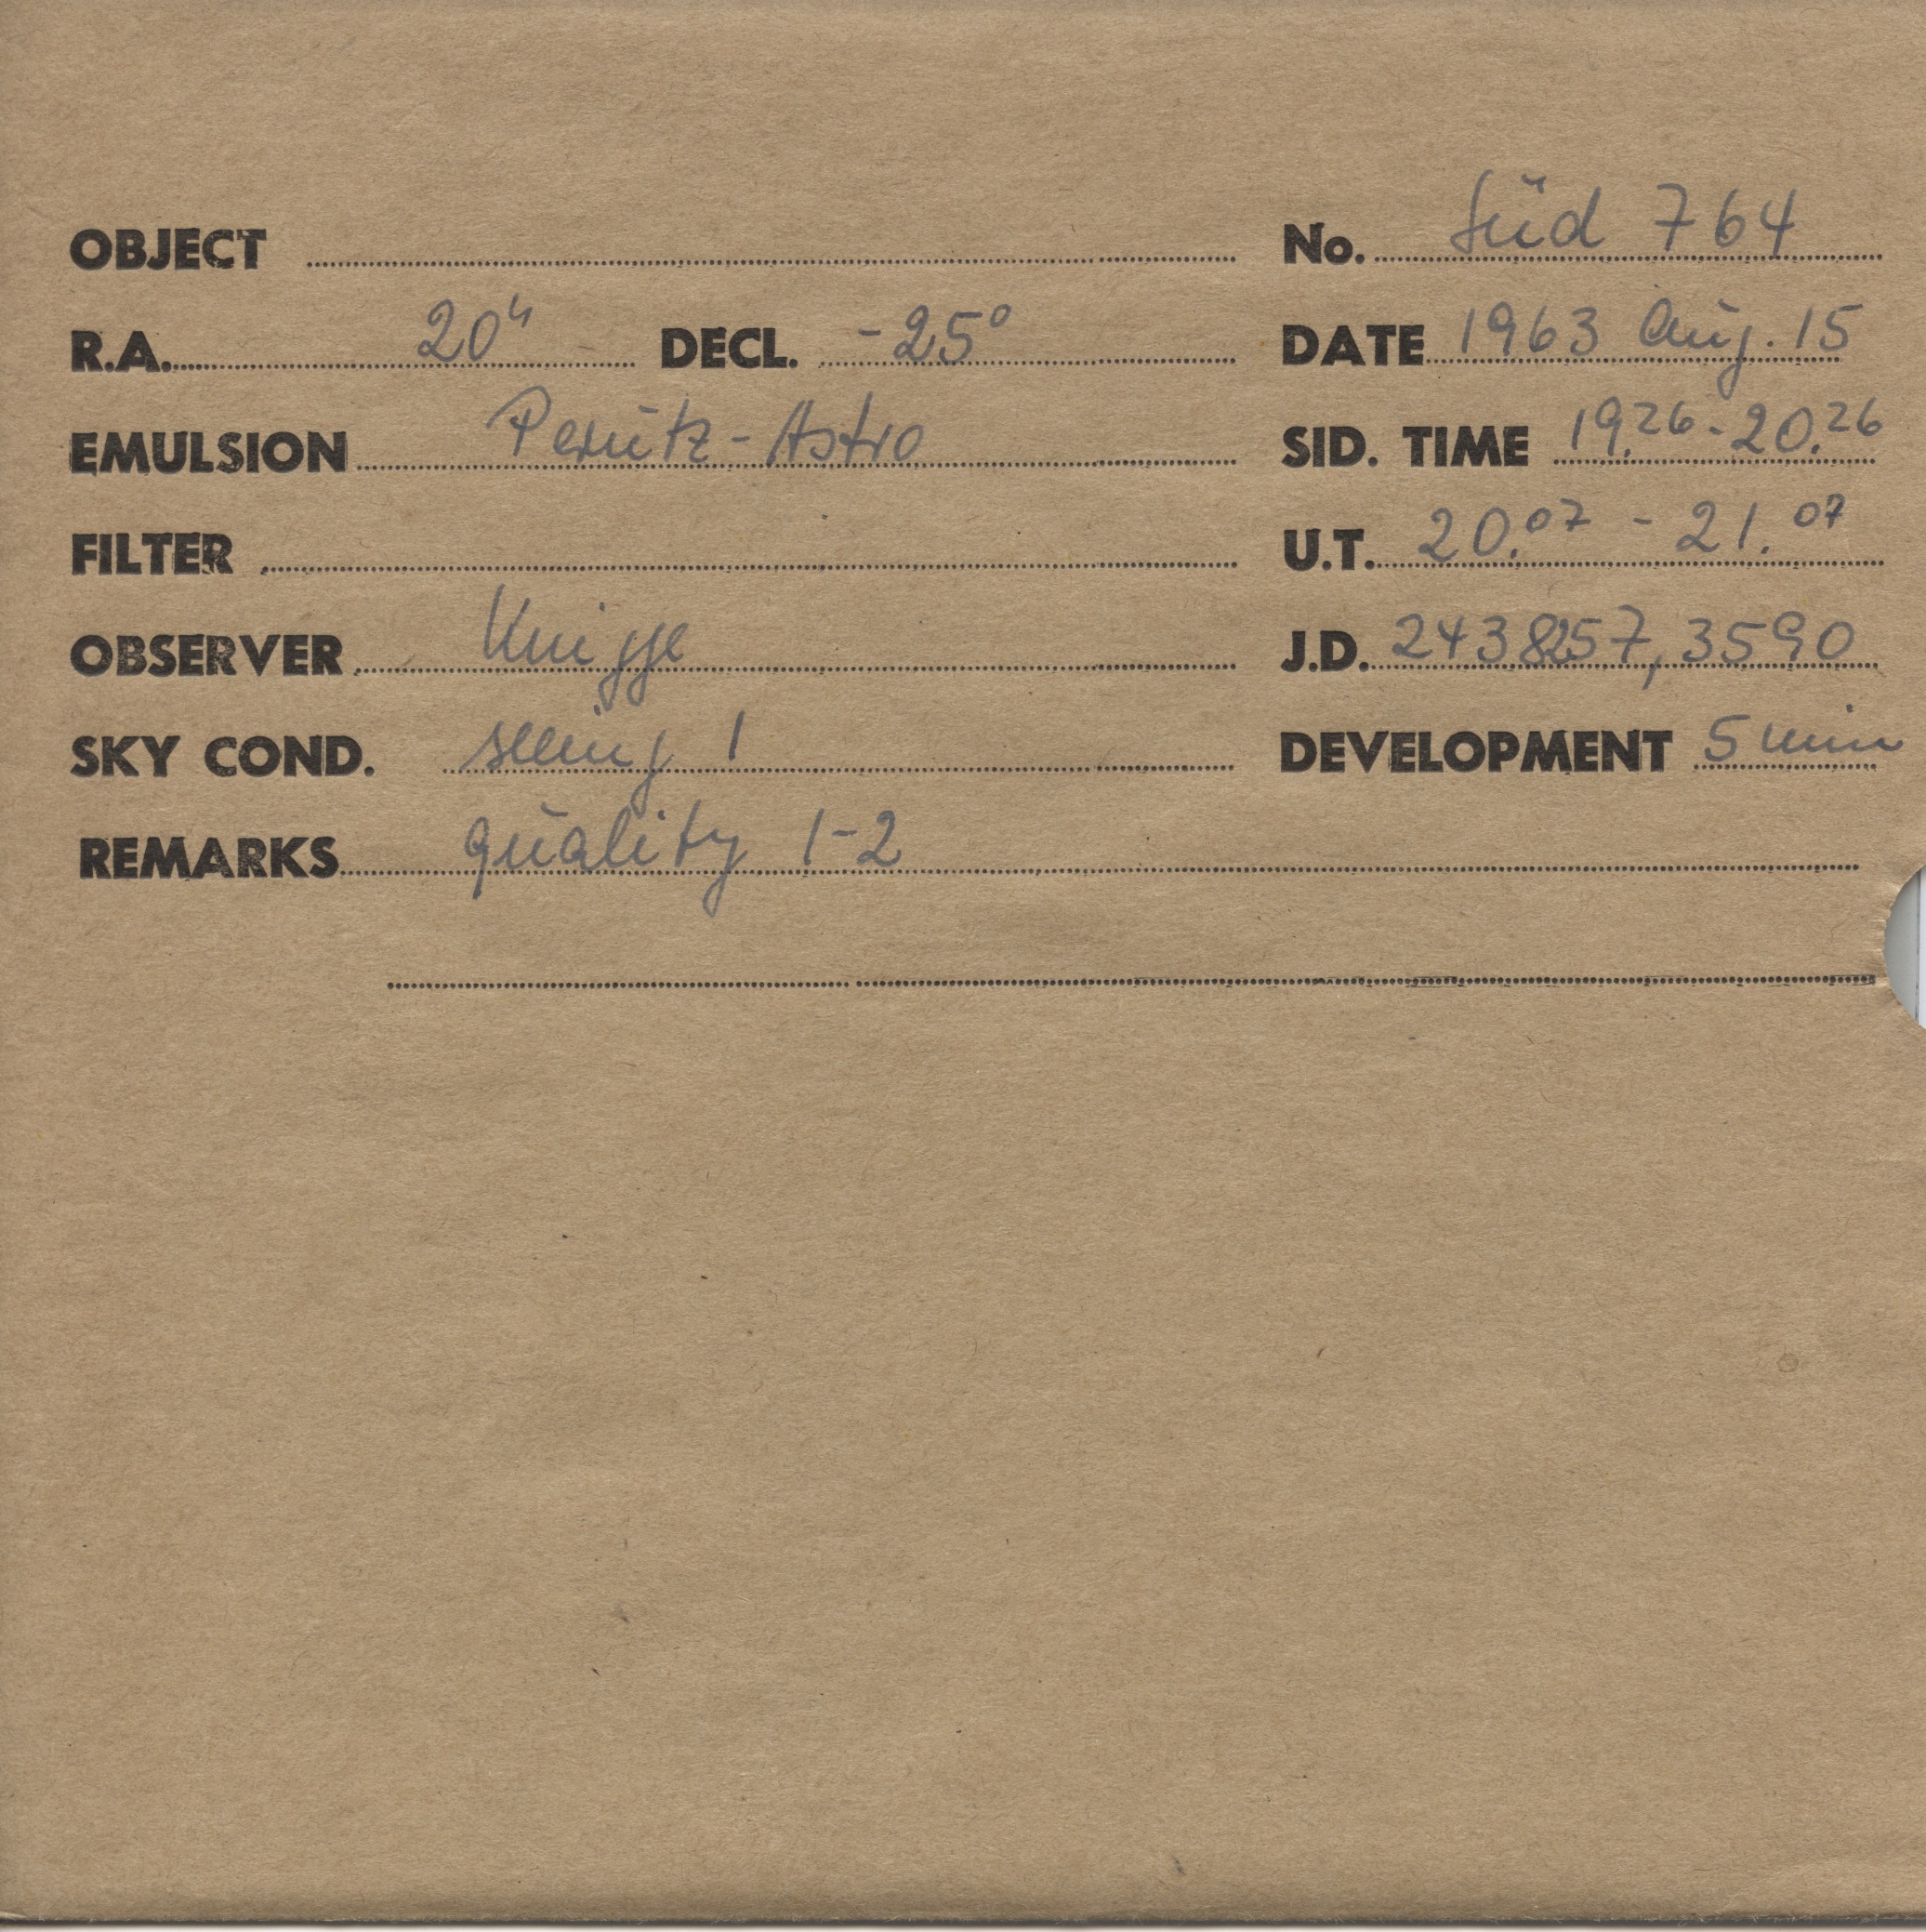 OBJECT No. Süd 764
R.A. 20h DECL. -25° DATE 1963 Aug. 15
EMULSION Perutz-Astro SID. TIME 19.26 - 20.26
FILTER U.T. 20.07 - 21.07
OBSERVER Knigge J.D. 2438257,3590
SKY COND. seeing 1 DEVELOPMENT 5 min
REMARKS quality 1-2